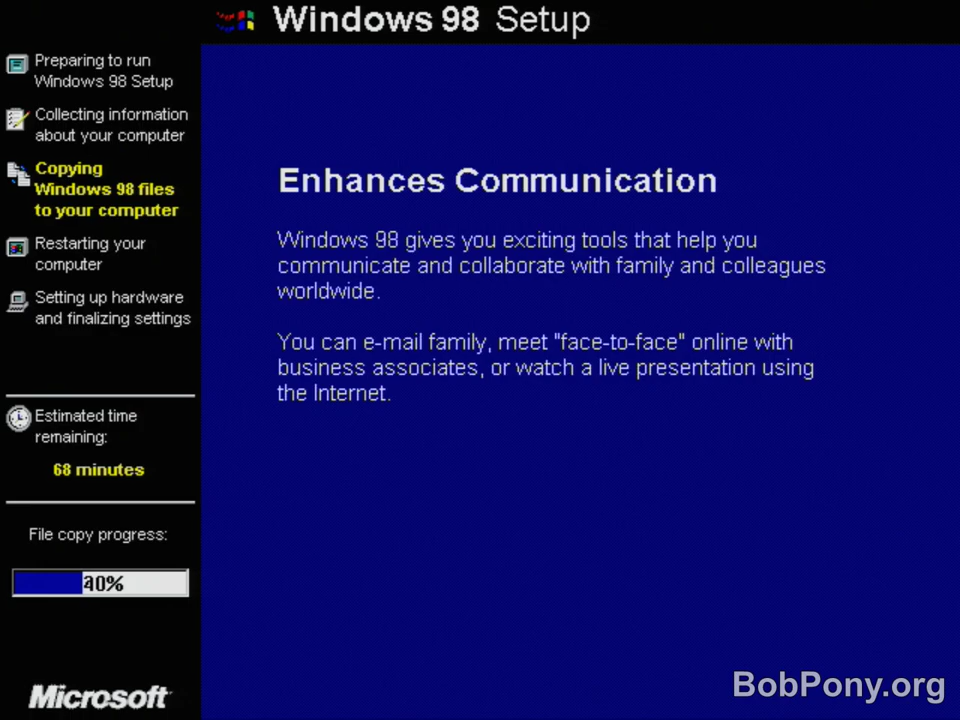 Windows 98 Setup
Preparing to run
Windows 98 Setup
Collecting information
about your computer
Copying
Windows 98 files
to your computer
Restarting your
computer
Setting up hardware
and finalizing settings
Estimated time
remaining:
68 minutes
File copy progress:
40%
Microsoft
Enhances Communication
Windows 98 gives you exciting tools that help you
communicate and collaborate with family and colleagues
worldwide.
You can e-mail family, meet "face-to-face" online with
business associates, or watch a live presentation using
the Internet.
BobPony.org